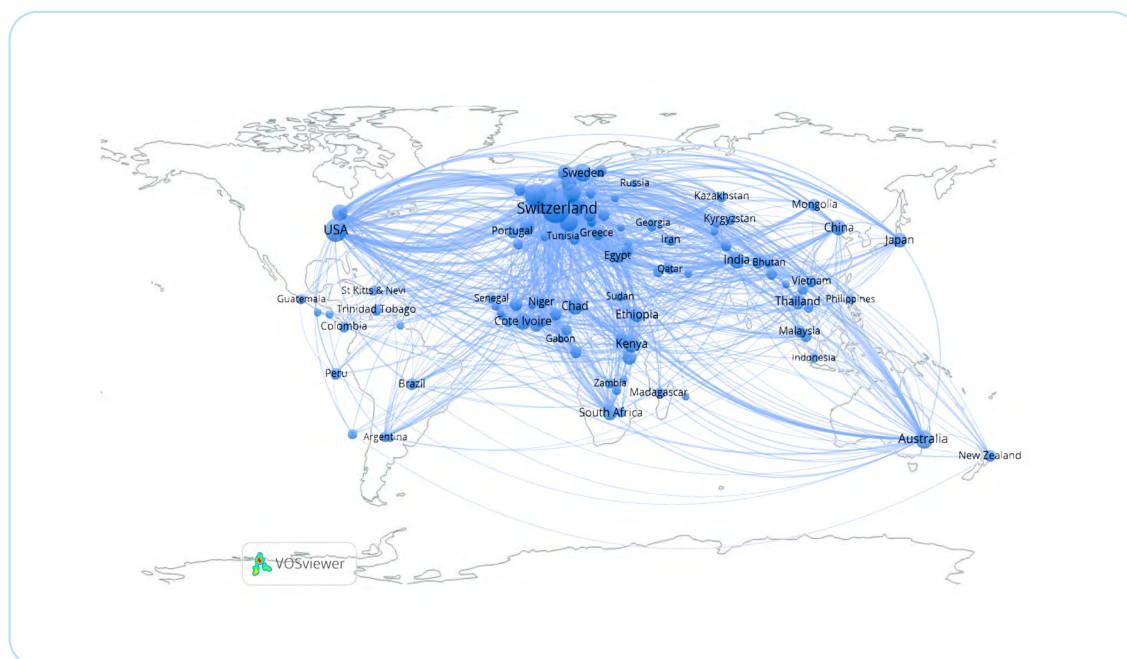 Sweden
Russia
Switzerland
Kazakhstan
Mongolia
Kyrgyzstan
Georgia
USA
Portugal
Tunisia
Greece
China
Iran
Japan
Egypt
India
Bhutan
Qatar
Vietnam
St Kitts & Nevi
Guatemala
Senegal
Niger
Sudan
Thailand
Philippines
Trinidad Tobago
Chad
Cote Ivoire
Ethiopia
Colombia
Malaysia
Gabon
Kenya
Indonesia
Peru
Brazil
Zambia
Madagascar
South Africa
Argentina
Australia
New Zealand
VOSviewer